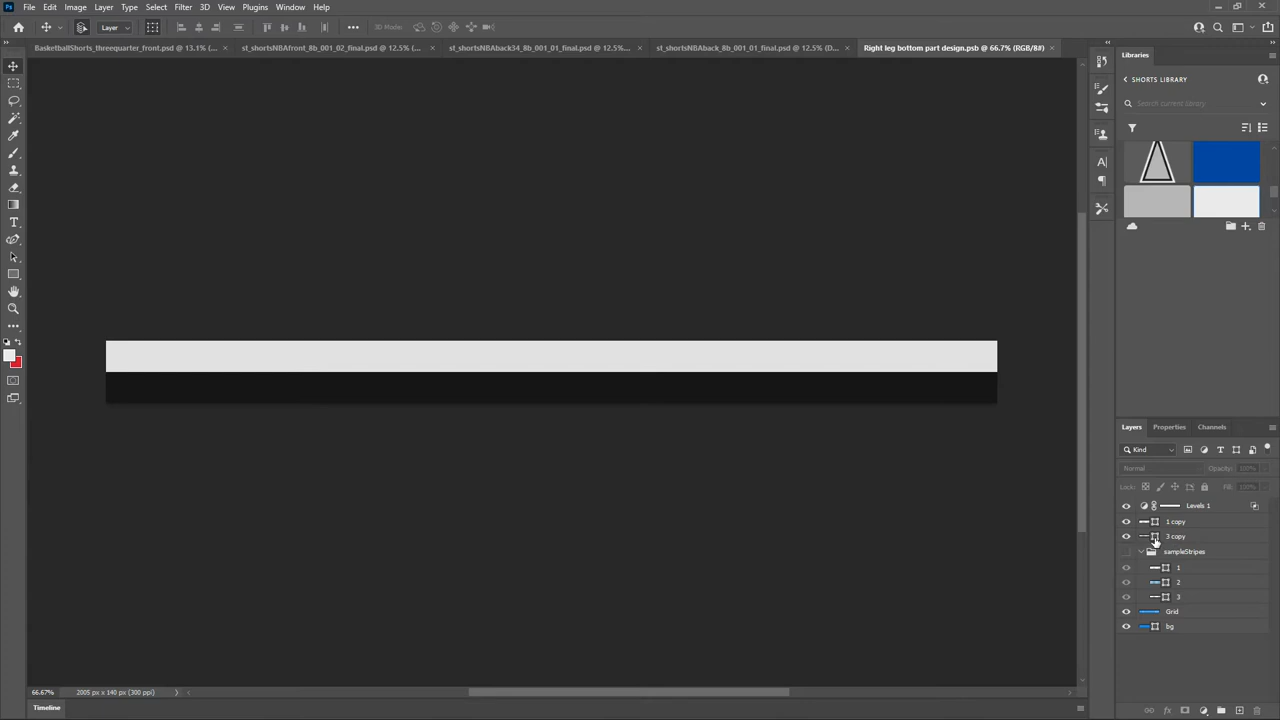 Ps File Edit Image Layer Type Select Filter 3D View Plugins Window Help
Layer 3D Mode:
BasketballShorts_threequarter_front.psd @ 13.1% ( st_shortsNBAfront_8b_001_02_final.psd @ 12.5% ( st_shortsNBAback34_8b_001_01_final.psd @ 12.5%... st_shortsNBAback_8b_001_01_final.psd @ 12.5% (D... Right leg bottom part design.psb @ 66.7% (RGB/8#)
Libraries
SHORTS LIBRARY
Search current library
Layers Properties Channels
Kind
Normal Opacity: 100%
Lock: Fill: 100%
Levels 1
1 copy
3 copy
sampleStripes
1
2
3
Grid
bg
66.67% 2005 px x 140 px (300 ppi)
Timeline